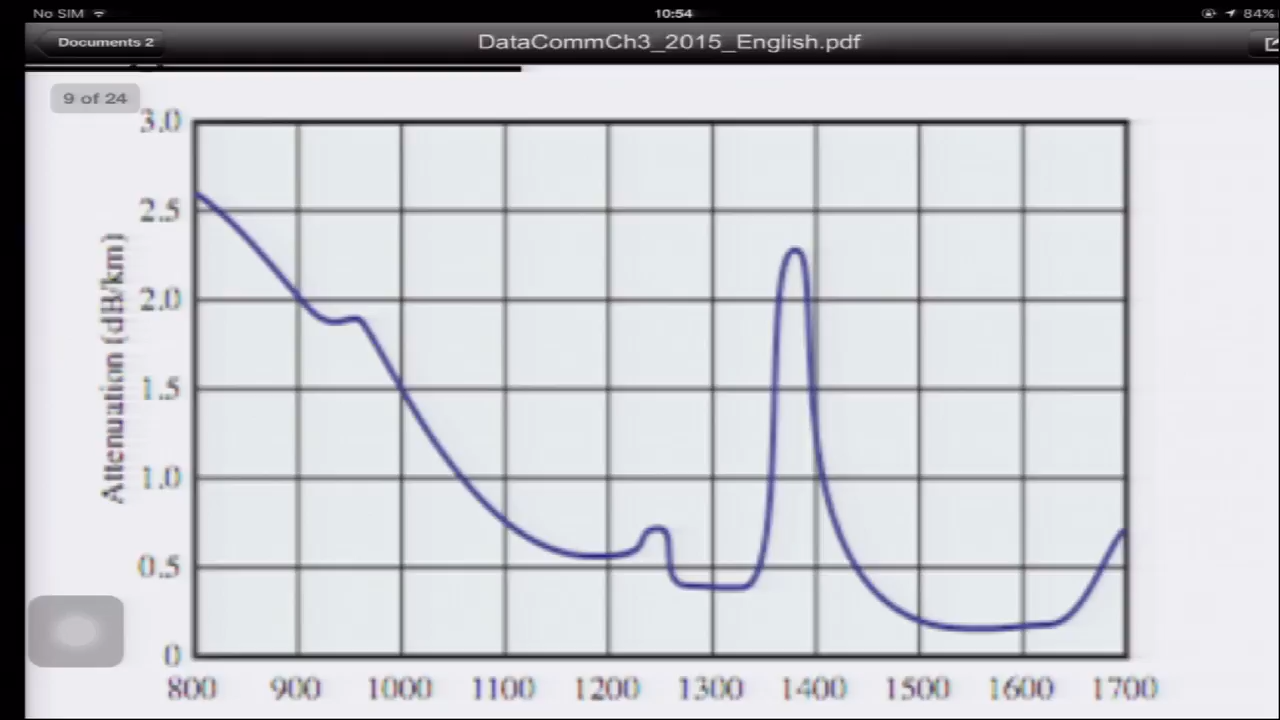 No SIM 10:54 84%
Documents 2 DataCommCh3_2015_English.pdf
9 of 24
3.0
2.5
2.0
1.5
1.0
0.5
0
Attenuation (dB/km)
800 900 1000 1100 1200 1300 1400 1500 1600 1700